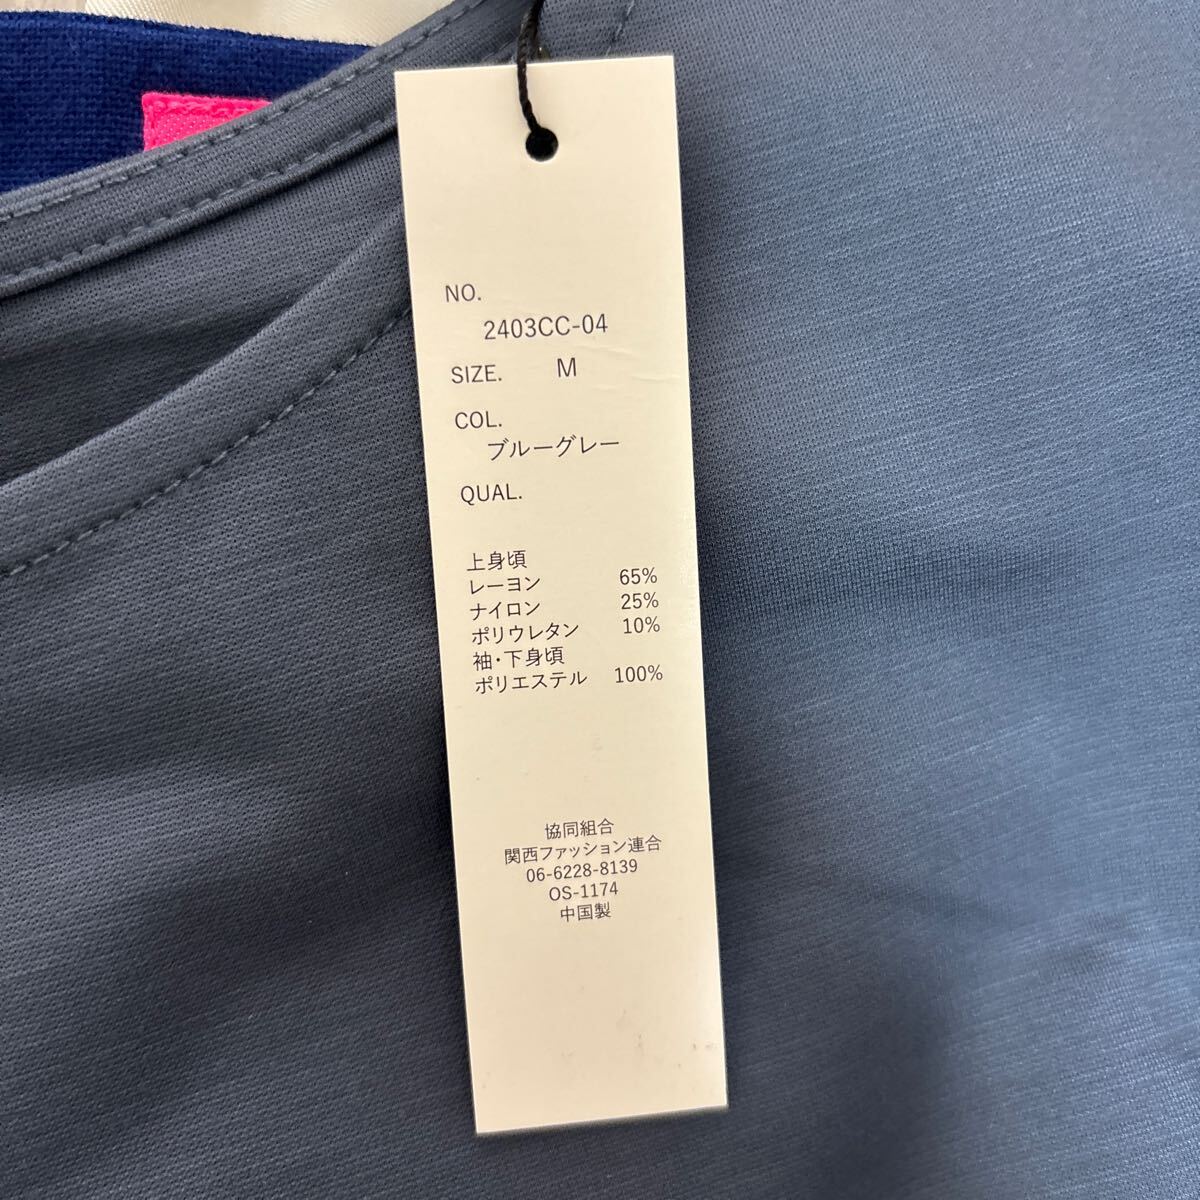 NO.
2403CC-04
SIZE. M
COL.
ブルーグレー
QUAL.
上身頃
レーヨン 65%
ナイロン 25%
ポリウレタン 10%
袖・下身頃
ポリエステル 100%
協同組合
関西ファッション連合
06-6228-8139
OS-1174
中国製